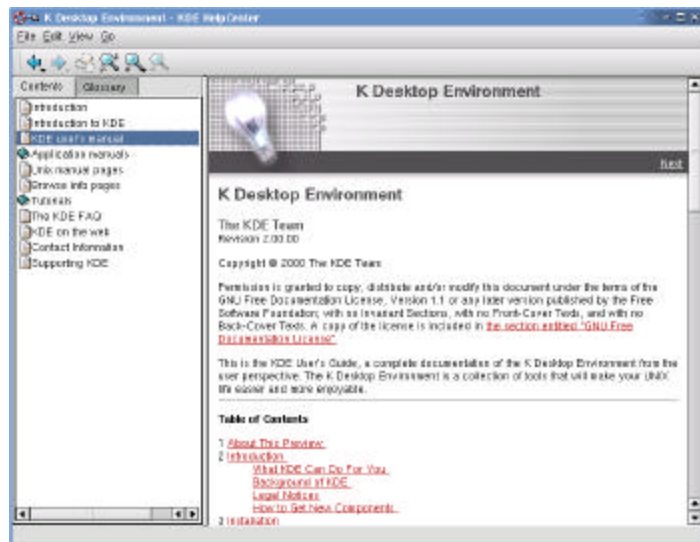 K Desktop Environment - KDE HelpCenter
File Edit View Go
Contents Glossary
Introduction
Introduction to KDE
KDE user's manual
Application manuals
Unix manual pages
Browse info pages
Tutorials
The KDE FAQ
KDE on the web
Contact Information
Supporting KDE
K Desktop Environment
Next
K Desktop Environment
The KDE Team
Revision 2.00.00
Copyright © 2000 The KDE Team
Permission is granted to copy, distribute and/or modify this document under the terms of the
GNU Free Documentation License, Version 1.1 or any later version published by the Free
Software Foundation; with no Invariant Sections, with no Front-Cover Texts, and with no
Back-Cover Texts. A copy of the license is included in the section entitled "GNU Free
Documentation License".
This is the KDE User's Guide, a complete documentation of the K Desktop Environment from the
user perspective. The K Desktop Environment is a collection of tools that will make your UNIX
life easier and more enjoyable.
Table of Contents
1 About This Preview
2 Introduction
What KDE Can Do For You
Background of KDE
Legal Notices
How to Get New Components
3 Installation